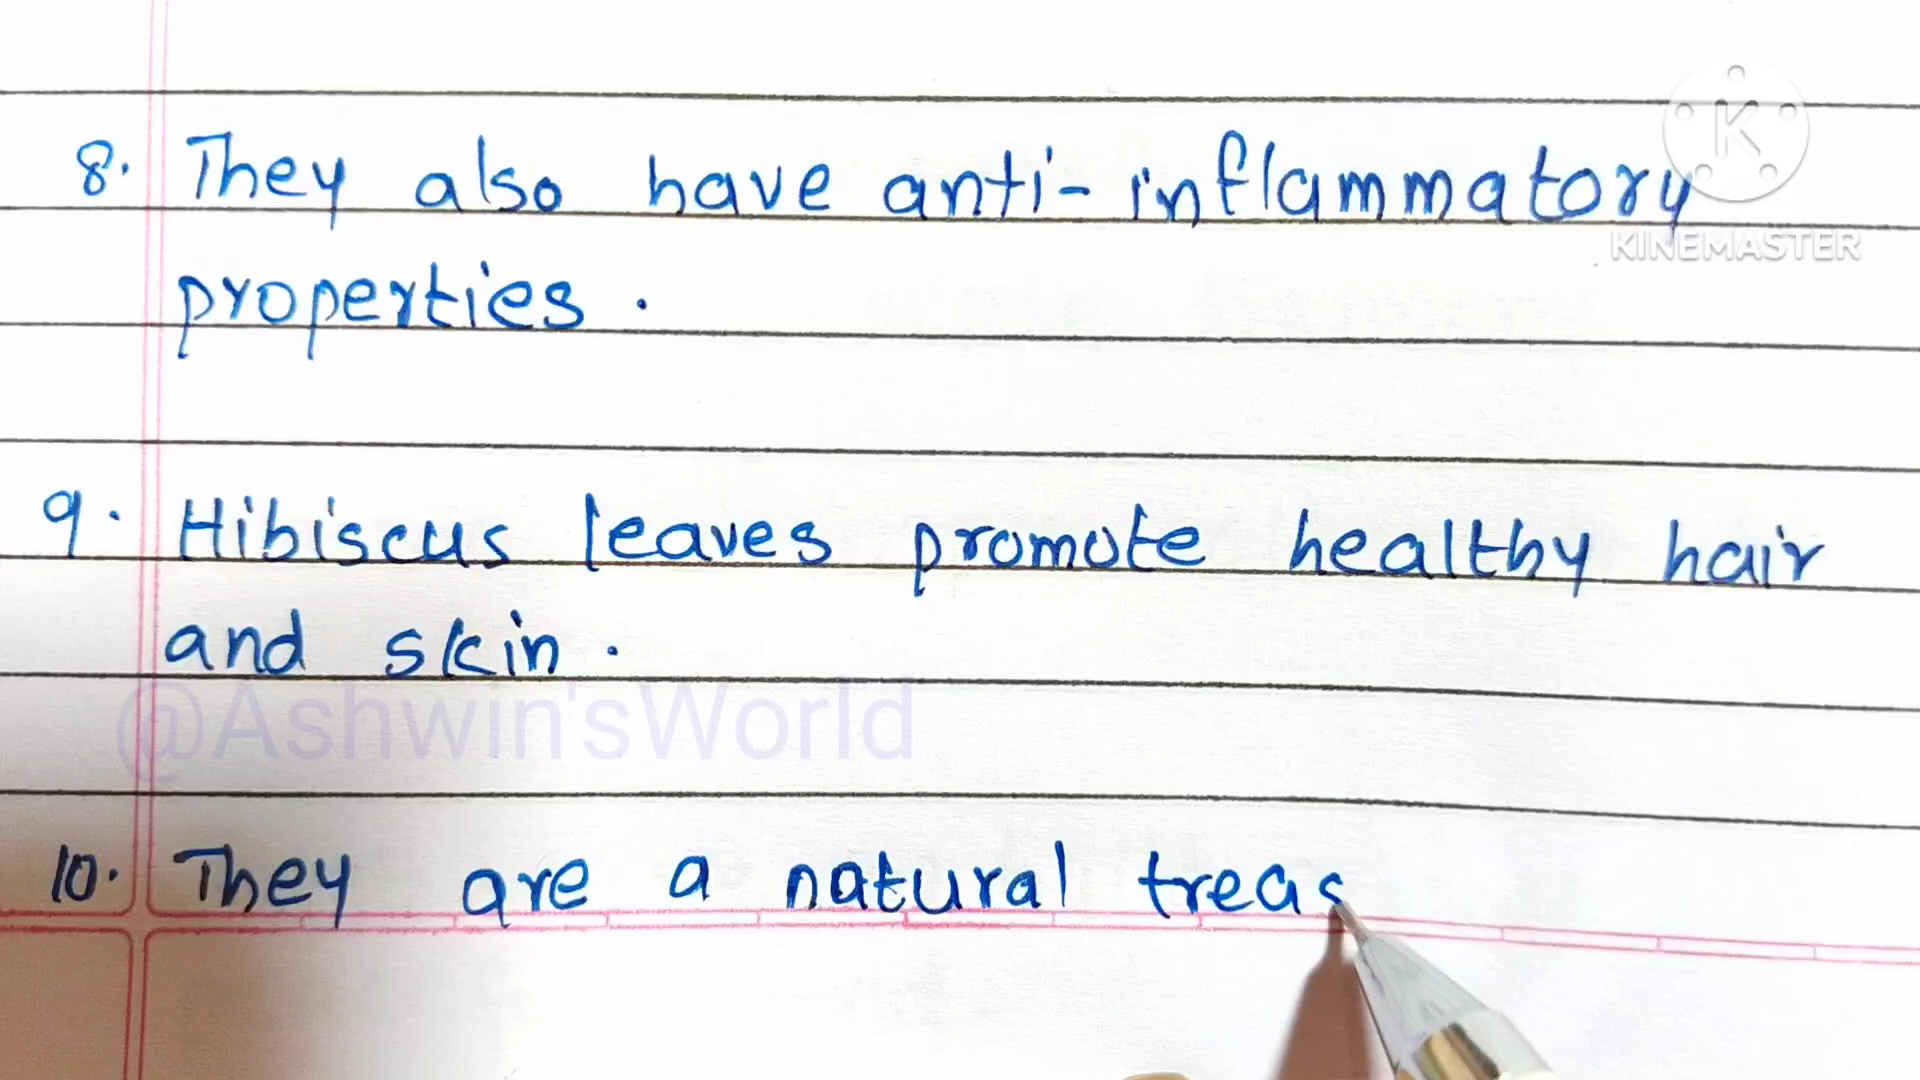 8. They also have anti-inflammatory
K
KINEMASTER
properties.
9. Hibiscus leaves promote healthy hair
and skin.
@Ashwin'sWorld
10. They are a natural treas